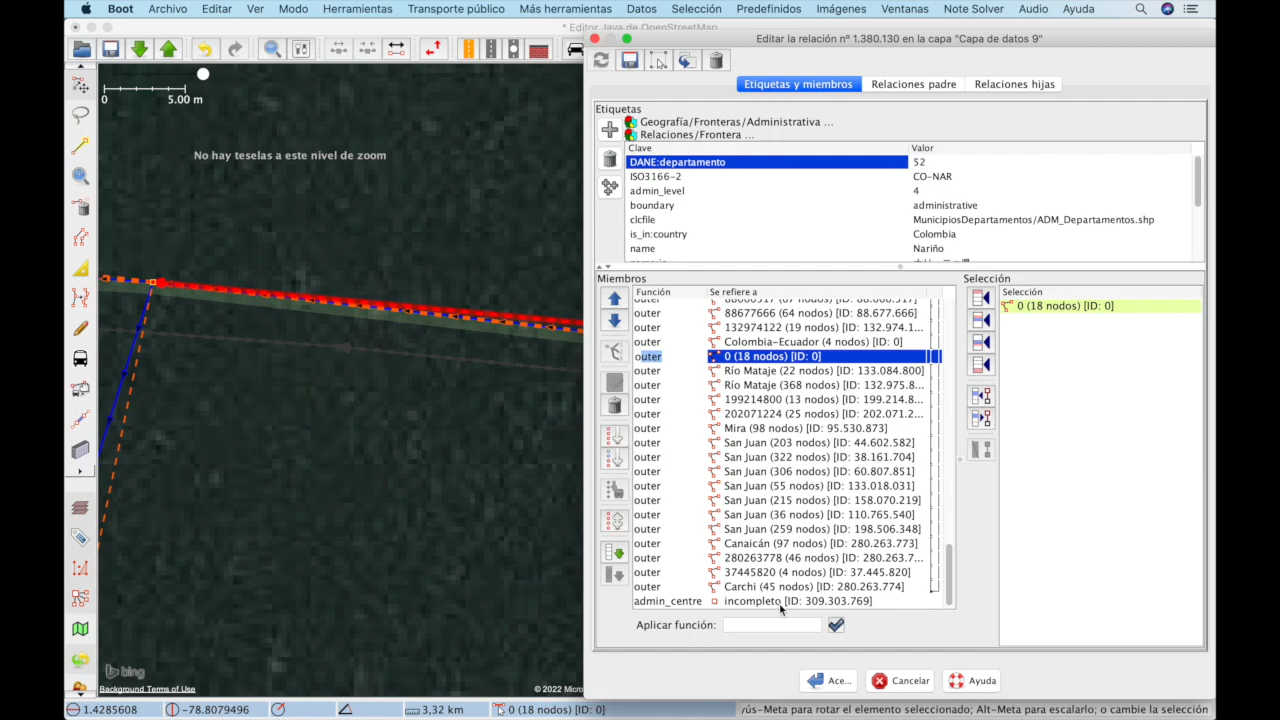 Boot Archivo Editar Ver Modo Herramientas Transporte público Más herramientas Datos Selección Predefinidos Imágenes Ventanas Note Solver Audio Ayuda
* Editor Java de OpenStreetMap
Editar la relación nº 1.380.130 en la capa "Capa de datos 9"
Etiquetas y miembros Relaciones padre Relaciones hijas
0 5.00 m
No hay teselas a este nivel de zoom
Etiquetas
Geografía/Fronteras/Administrativa ...
Relaciones/Frontera ...
Clave Valor
DANE:departamento 52
ISO3166-2 CO-NAR
admin_level 4
boundary administrative
clcfile MunicipiosDepartamentos/ADM_Departamentos.shp
is_in:country Colombia
name Nariño
Miembros Selección
Función Se refiere a Selección
0 (18 nodos) [ID: 0]
outer 88677666 (64 nodos) [ID: 88.677.666]
outer 132974122 (19 nodos) [ID: 132.974.1...
outer Colombia-Ecuador (4 nodos) [ID: 0]
outer 0 (18 nodos) [ID: 0]
outer Río Mataje (22 nodos) [ID: 133.084.800]
outer Río Mataje (368 nodos) [ID: 132.975.8...
outer 199214800 (13 nodos) [ID: 199.214.8...
outer 202071224 (25 nodos) [ID: 202.071.2...
outer Mira (98 nodos) [ID: 95.530.873]
outer San Juan (203 nodos) [ID: 44.602.582]
outer San Juan (322 nodos) [ID: 38.161.704]
outer San Juan (306 nodos) [ID: 60.807.851]
outer San Juan (55 nodos) [ID: 133.018.031]
outer San Juan (215 nodos) [ID: 158.070.219]
outer San Juan (36 nodos) [ID: 110.765.540]
outer San Juan (259 nodos) [ID: 198.506.348]
outer Canaicán (97 nodos) [ID: 280.263.773]
outer 280263778 (46 nodos) [ID: 280.263.7...
outer 37445820 (4 nodos) [ID: 37.445.820]
outer Carchi (45 nodos) [ID: 280.263.774]
admin_centre incompleto [ID: 309.303.769]
Aplicar función:
bing
Background Terms of Use © 2022 Micro
Ace... Cancelar Ayuda
1.4285608 -78.8079496 3,32 km 0 (18 nodos) [ID: 0] yús-Meta para rotar el elemento seleccionado; Alt-Meta para escalarlo; o cambie la selección